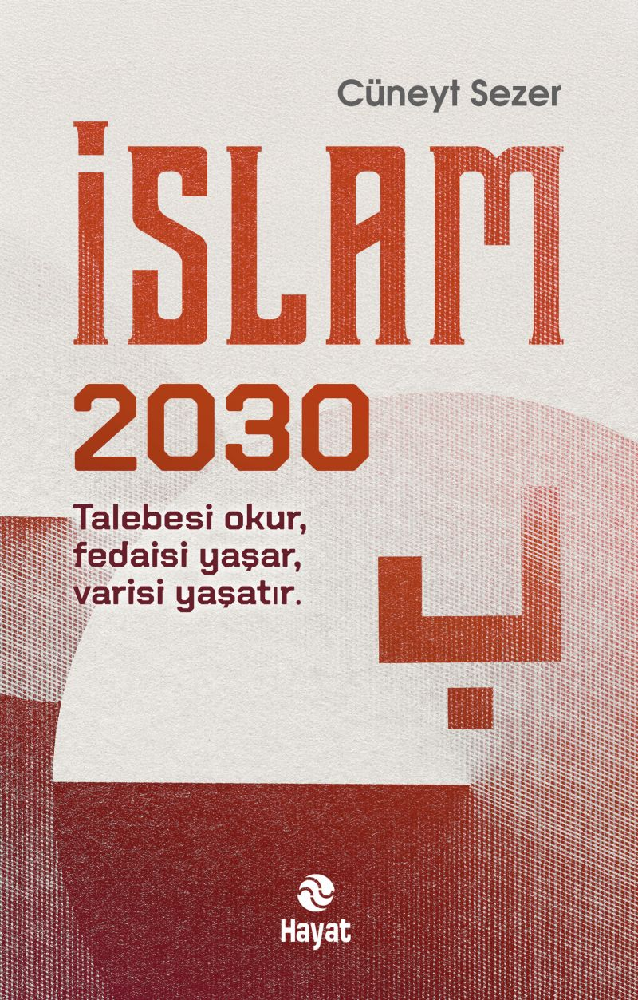 Cüneyt Sezer
İSLAM
2030
Talebesi okur,
fedaisi yaşar,
varisi yaşatır.
ب
Hayat